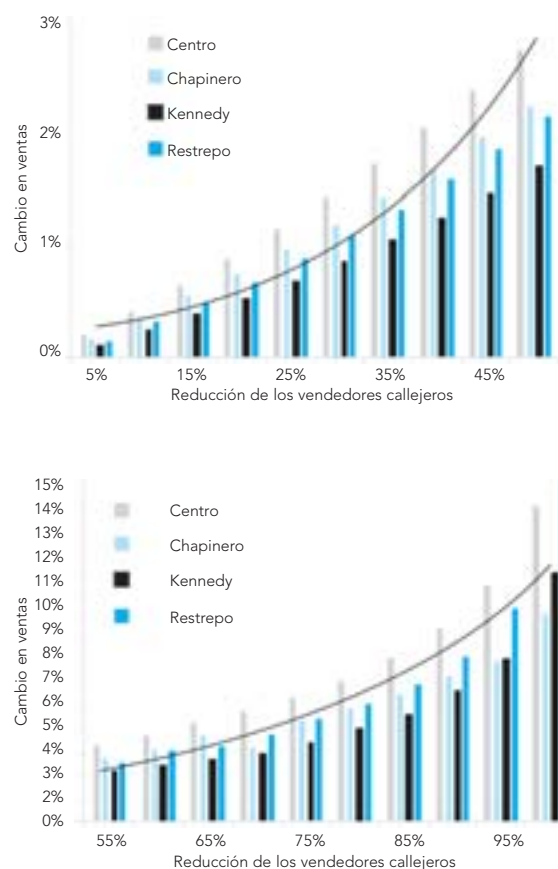 3%
Centro
Chapinero
2%
Kennedy
Restrepo
Cambio en ventas
1%
0%
5% 15% 25% 35% 45%
Reducción de los vendedores callejeros
15%
14%
Centro
13%
12%
Chapinero
11%
Kennedy
10%
9%
Restrepo
8%
7%
6%
5%
4%
3%
2%
0%
Cambio en ventas
55% 65% 75% 85% 95%
Reducción de los vendedores callejeros